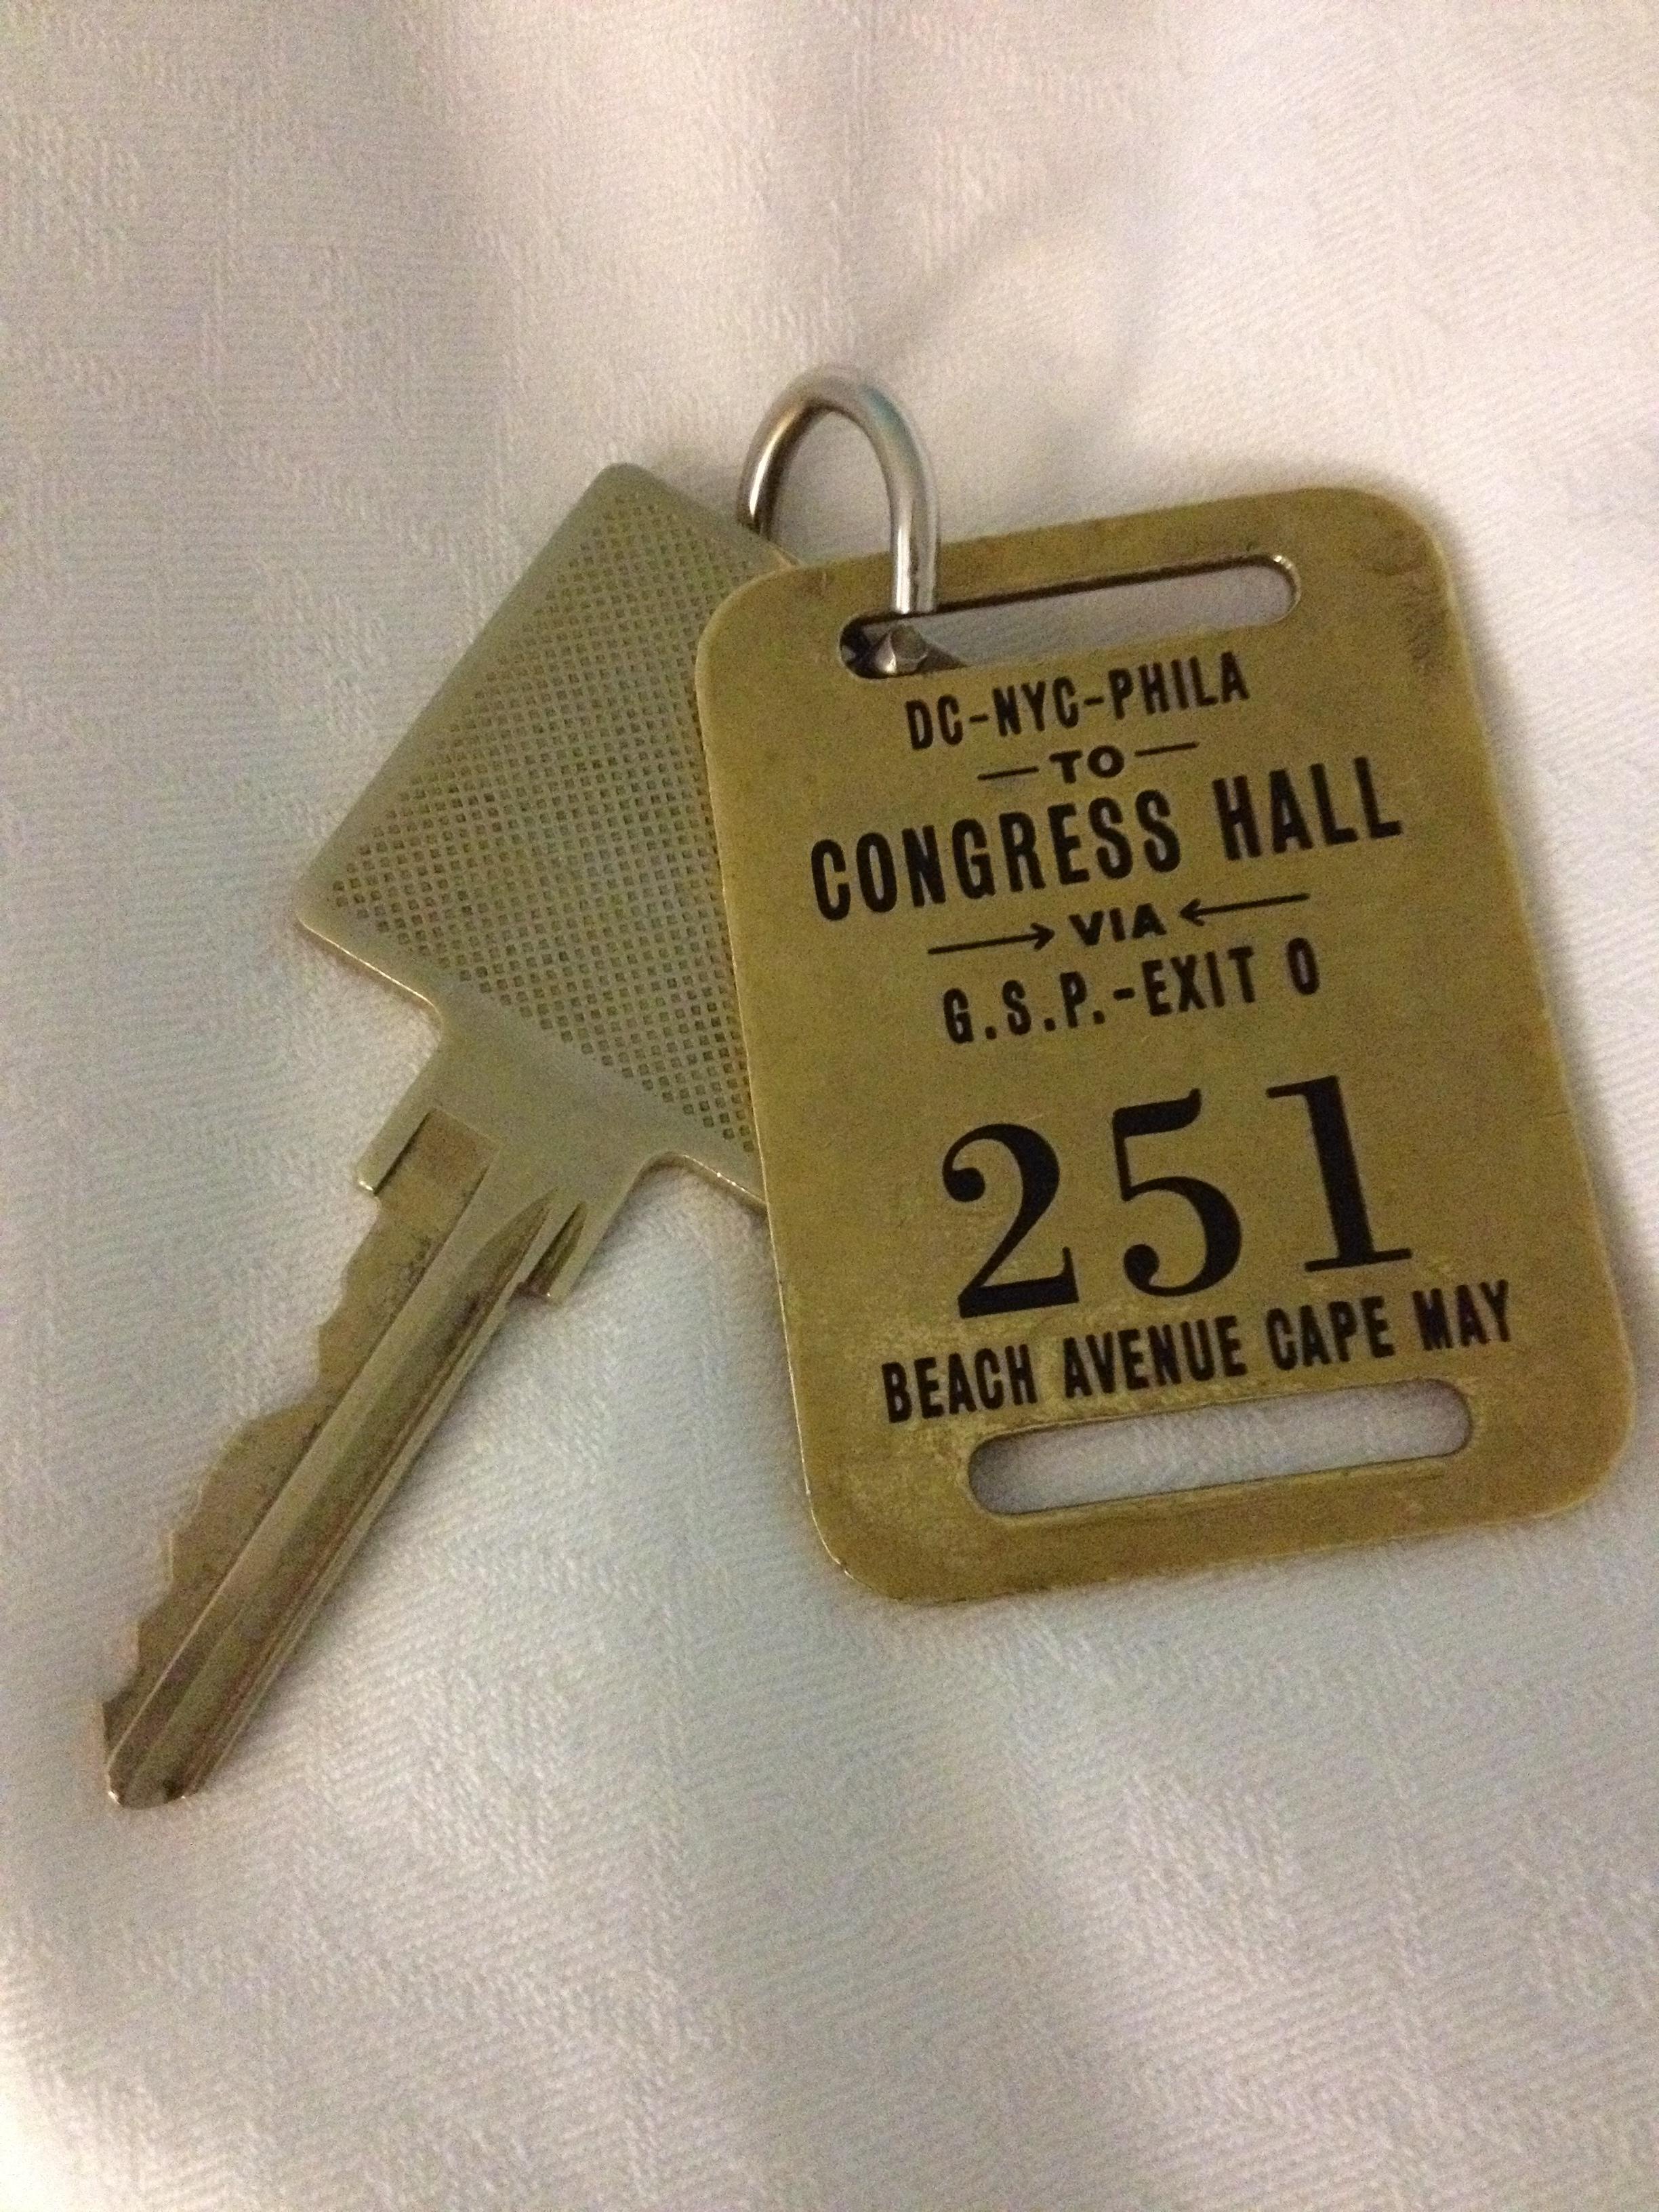 DC-NYC-PHILA
—TO—
CONGRESS HALL
→ VIA ←
G.S.P.-EXIT 0
251
BEACH AVENUE CAPE MAY